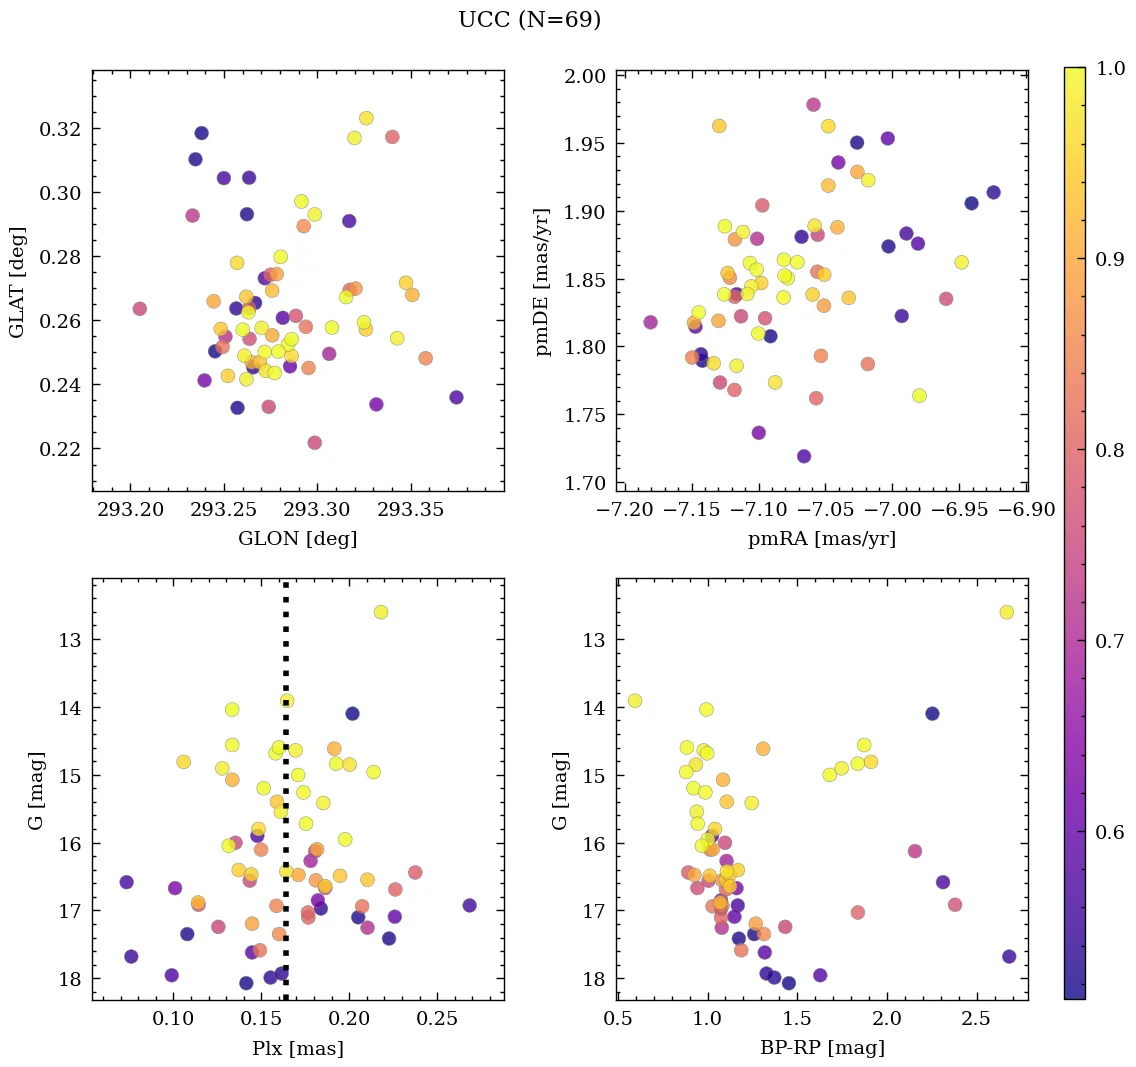 UCC (N=69)
0.32
0.30
0.28
0.26
0.24
0.22
GLAT [deg]
293.20 293.25 293.30 293.35
GLON [deg]
2.00
1.95
1.90
1.85
1.80
1.75
1.70
pmDE [mas/yr]
−7.20 −7.15 −7.10 −7.05 −7.00 −6.95 −6.90
pmRA [mas/yr]
13
14
15
16
17
18
G [mag]
0.10 0.15 0.20 0.25
Plx [mas]
13
14
15
16
17
18
G [mag]
0.5 1.0 1.5 2.0 2.5
BP-RP [mag]
1.0
0.9
0.8
0.7
0.6